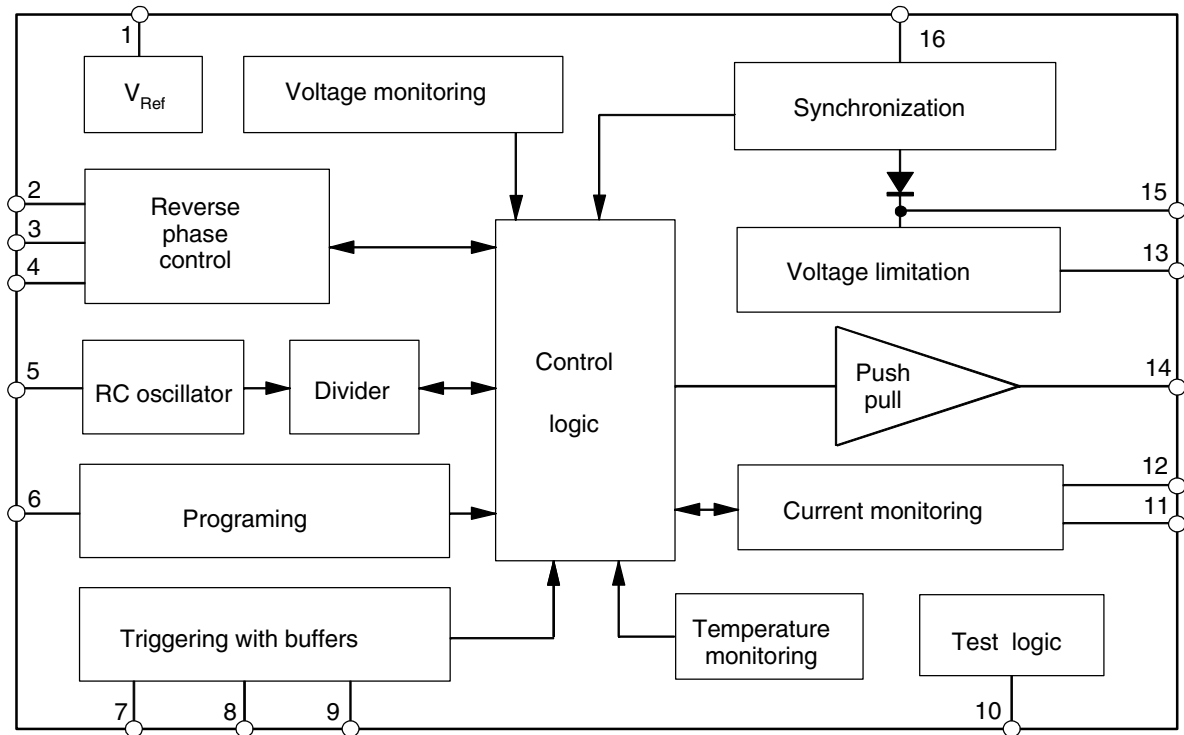 1
16
V_Ref
Voltage monitoring
Synchronization
2
3
4
Reverse
phase
control
15
13
Voltage limitation
5
RC oscillator
Divider
Control
logic
Push
pull
14
6
Programing
12
11
Current monitoring
Triggering with buffers
Temperature
monitoring
Test logic
7
8
9
10